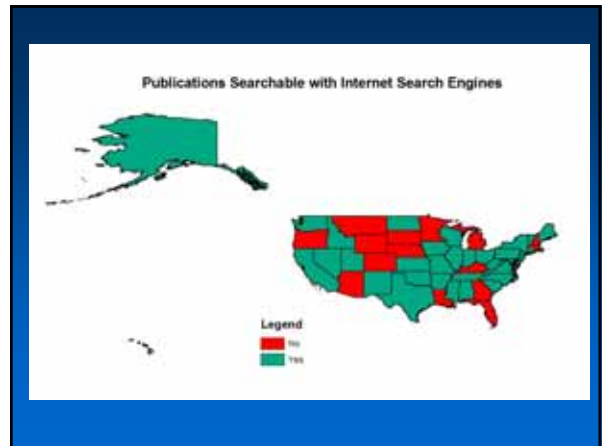 Publications Searchable with Internet Search Engines
Legend
No
Yes